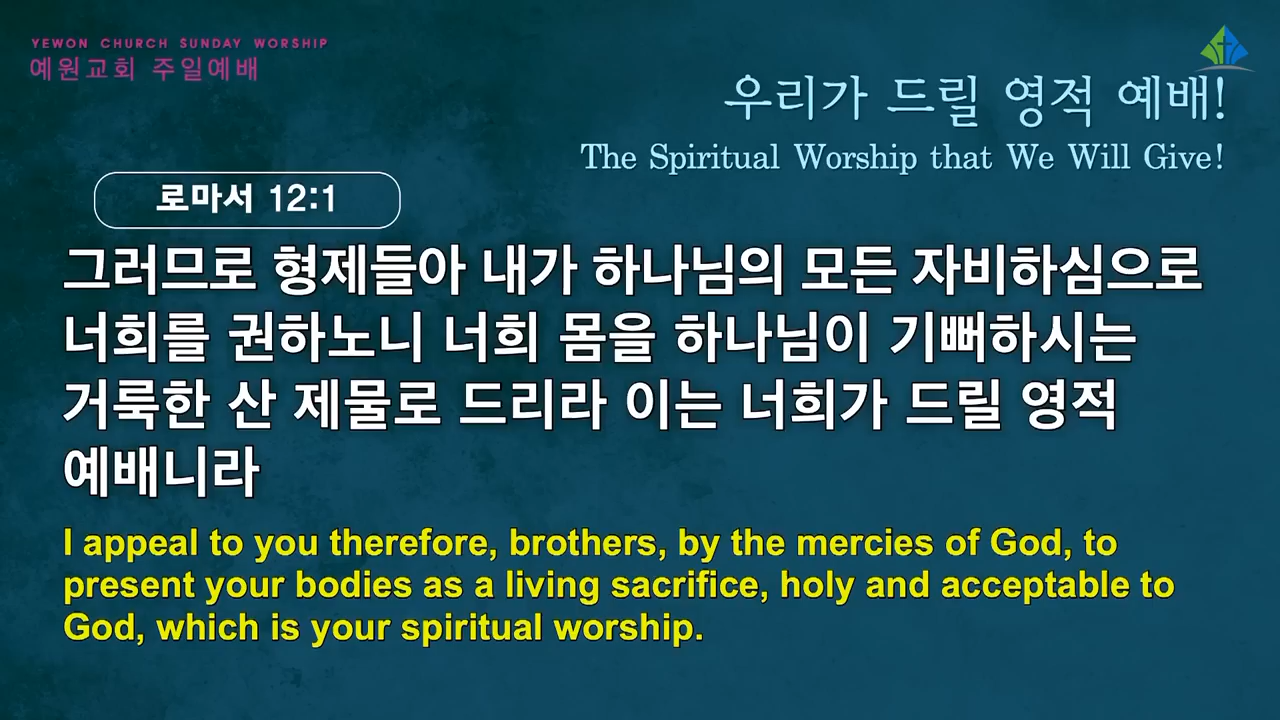 YEWON CHURCH SUNDAY WORSHIP
예원교회 주일예배
우리가 드릴 영적 예배!
The Spiritual Worship that We Will Give!
로마서 12:1
그러므로 형제들아 내가 하나님의 모든 자비하심으로
너희를 권하노니 너희 몸을 하나님이 기뻐하시는
거룩한 산 제물로 드리라 이는 너희가 드릴 영적
예배니라
I appeal to you therefore, brothers, by the mercies of God, to
present your bodies as a living sacrifice, holy and acceptable to
God, which is your spiritual worship.